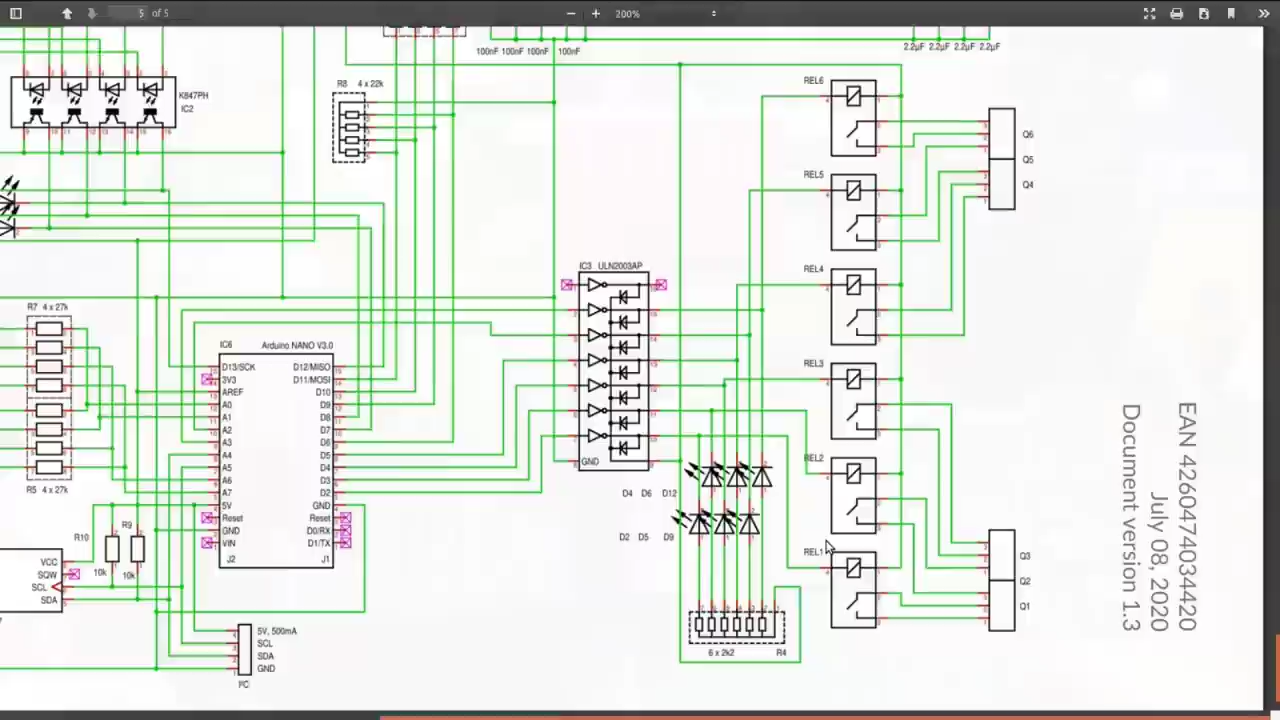 5 of 5
200%
100nF 100nF 100nF 100nF
2.2µF 2.2µF 2.2µF 2.2µF
K847PH
IC2
R8 4 x 22k
REL6
Q6
Q5
Q4
REL5
REL4
REL3
REL2
REL1
Q3
Q2
Q1
IC3 ULN2003AP
GND
R7 4 x 27k
R5 4 x 27k
IC6 Arduino NANO V3.0
D13/SCK D12/MISO
3V3 D11/MOSI
AREF D10
A0 D9
A1 D8
A2 D7
A3 D6
A4 D5
A5 D4
A6 D3
A7 D2
5V GND
Reset Reset
GND D0/RX
VIN D1/TX
J2 J1
R9
R10
10k 10k
VCC
SQW
SCL
SDA
5V, 500mA
SCL
SDA
GND
I²C
D4 D6 D12
D2 D5 D9
6 x 2k2 R4
EAN 4260474034420
July 08, 2020
Document version 1.3